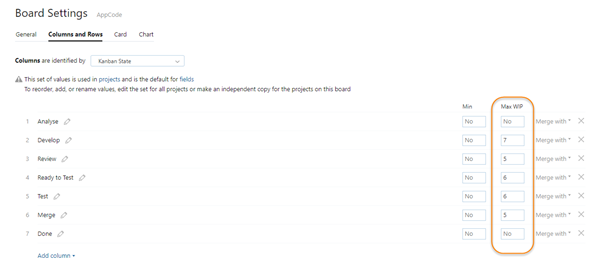 Board Settings AppCode
General Columns and Rows Card Chart
Columns are identified by Kanban State
This set of values is used in projects and is the default for fields
To reorder, add, or rename values, edit the set for all projects or make an independent copy for the projects on this board
Min Max WIP
1 Analyse No No Merge with ˅ ×
2 Develop No 7 Merge with ˅ ×
3 Review No 5 Merge with ˅ ×
4 Ready to Test No 6 Merge with ˅ ×
5 Test No 6 Merge with ˅ ×
6 Merge No 5 Merge with ˅ ×
7 Done No No Merge with ˅ ×
Add column